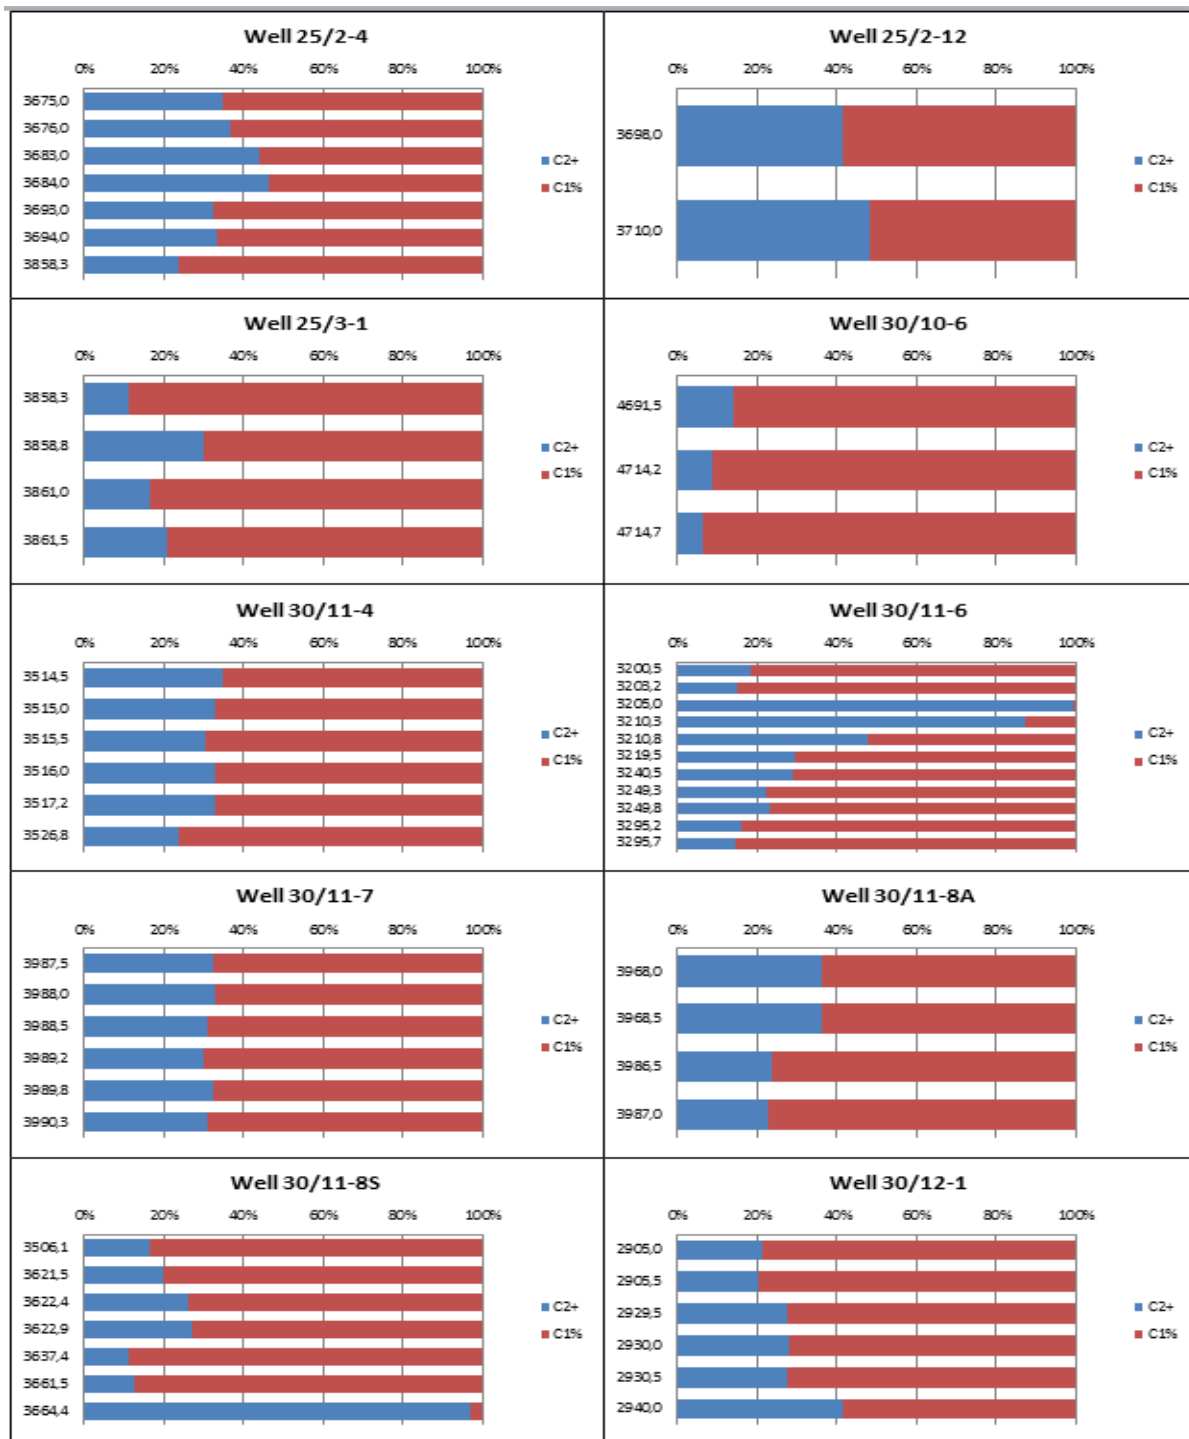 Well 25/2-4
0% 20% 40% 60% 80% 100%
3675,0
3676,0
3683,0
3684,0
3693,0
3694,0
3858,3
C2+
C1%
Well 25/2-12
0% 20% 40% 60% 80% 100%
3698,0
3710,0
C2+
C1%
Well 25/3-1
0% 20% 40% 60% 80% 100%
3858,3
3858,8
3861,0
3861,5
C2+
C1%
Well 30/10-6
0% 20% 40% 60% 80% 100%
4691,5
4714,2
4714,7
C2+
C1%
Well 30/11-4
0% 20% 40% 60% 80% 100%
3514,5
3515,0
3515,5
3516,0
3517,2
3526,8
C2+
C1%
Well 30/11-6
0% 20% 40% 60% 80% 100%
3200,5
3203,2
3205,0
3210,3
3210,8
3219,5
3240,5
3249,3
3249,8
3295,2
3295,7
C2+
C1%
Well 30/11-7
0% 20% 40% 60% 80% 100%
3987,5
3988,0
3988,5
3989,2
3989,8
3990,3
C2+
C1%
Well 30/11-8A
0% 20% 40% 60% 80% 100%
3968,0
3968,5
3986,5
3987,0
C2+
C1%
Well 30/11-8S
0% 20% 40% 60% 80% 100%
3506,1
3621,5
3622,4
3622,9
3637,4
3661,5
3664,4
C2+
C1%
Well 30/12-1
0% 20% 40% 60% 80% 100%
2905,0
2905,5
2929,5
2930,0
2930,5
2940,0
C2+
C1%